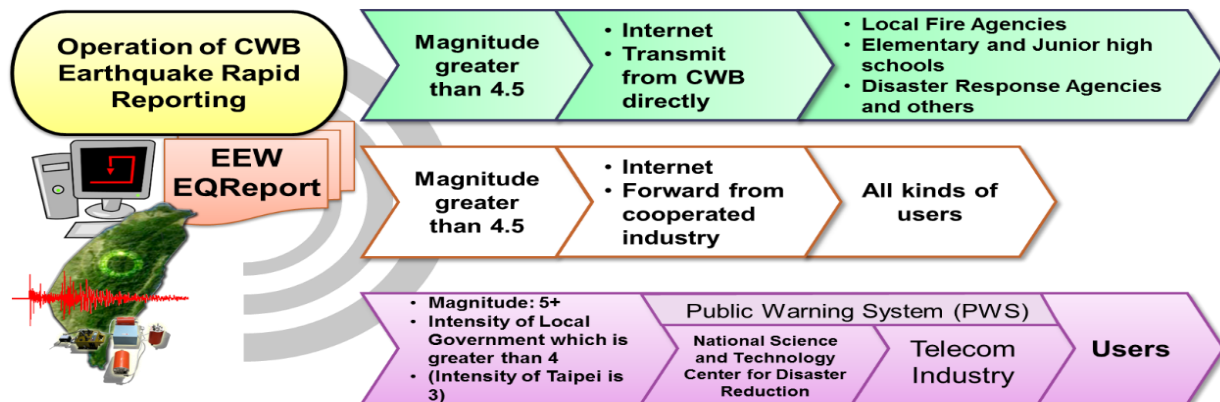 Operation of CWB
Earthquake Rapid
Reporting
EEW
EQReport
Magnitude
greater
than 4.5
• Internet
• Transmit
from CWB
directly
• Local Fire Agencies
• Elementary and Junior high
schools
• Disaster Response Agencies
and others
Magnitude
greater
than 4.5
• Internet
• Forward from
cooperated
industry
All kinds of
users
• Magnitude: 5+
• Intensity of Local
Government which is
greater than 4
• (Intensity of Taipei is
3)
Public Warning System (PWS)
National Science
and Technology
Center for Disaster
Reduction
Telecom
Industry
Users